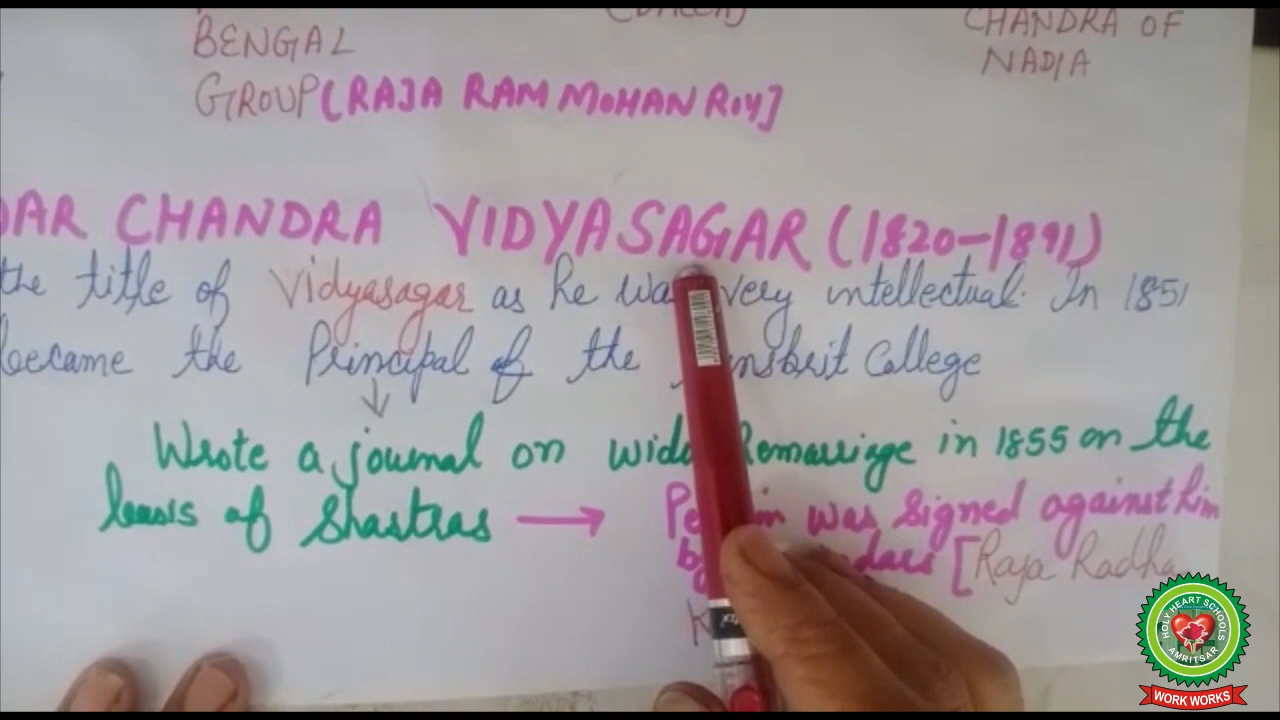 BENGAL
CHANDRA OF
NADIA
GROUP (RAJA RAM MOHAN ROY]
DAR CHANDRA VIDYASAGAR (1820-1891)
the title of Vidyasagar as he was very intellectual. In 1851
became the Principal of the College
Wrote a journal on Remarriage in 1855 on the
basis of Shastras → was signed against him
by [Raja Radha
K
HOLY HEART SCHOOLS
AMRITSAR
WORK WORKS